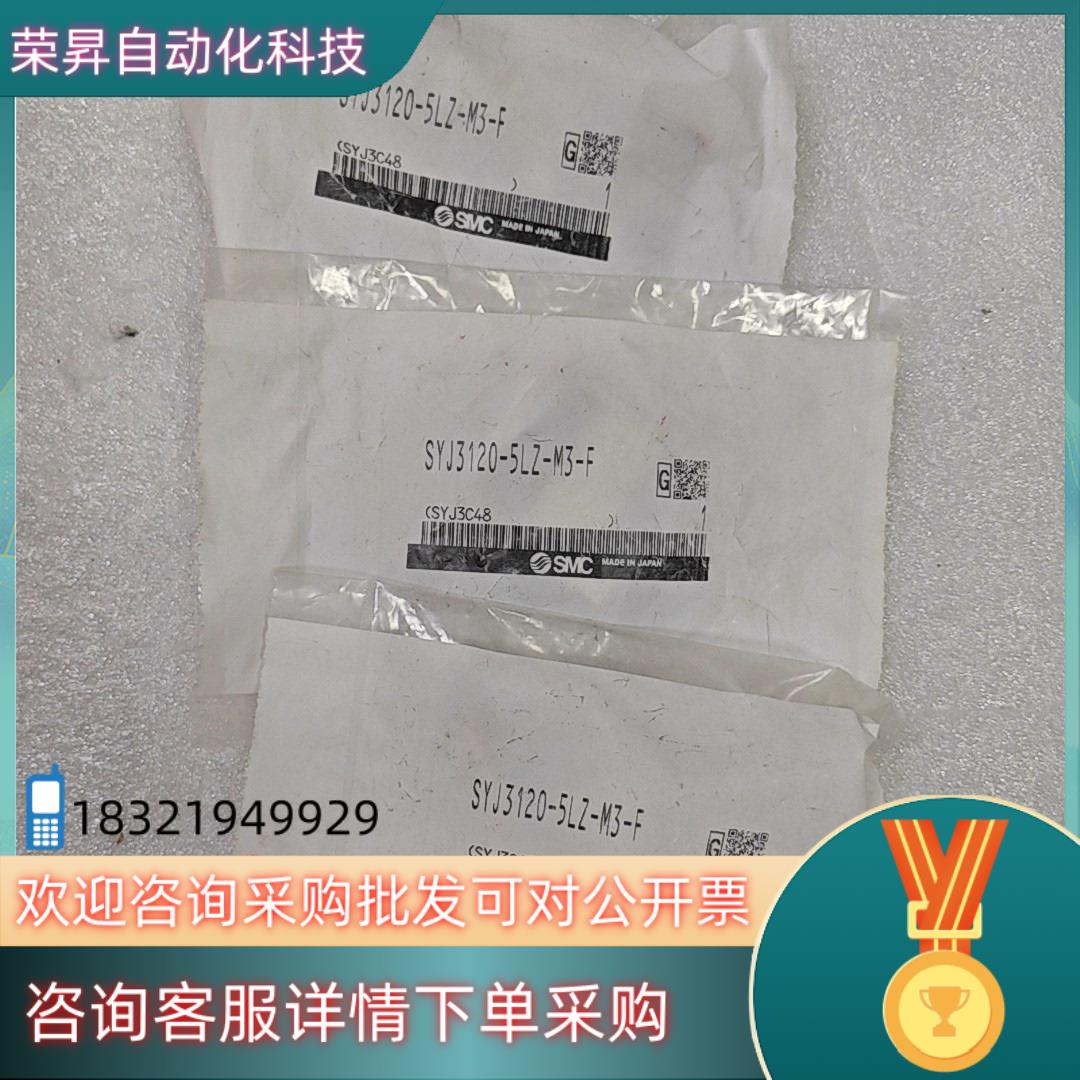 荣昇自动化科技
SYJ3120-5LZ-M3-F
G
(SYJ3C48 ) 1
SMC MADE IN JAPAN
SYJ3120-5LZ-M3-F
G
(SYJ3C48 ) 1
SMC MADE IN JAPAN
SYJ3120-5LZ-M3-F
G
18321949929
欢迎咨询采购批发可对公开票
咨询客服详情下单采购